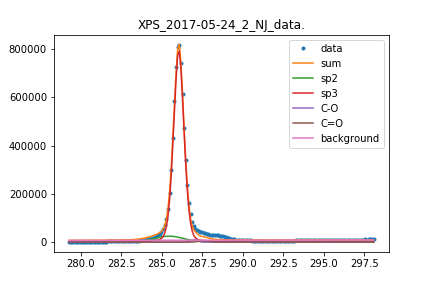 XPS_2017-05-24_2_NJ_data.
800000
600000
400000
200000
0
data
sum
sp2
sp3
C-O
C=O
background
280.0 282.5 285.0 287.5 290.0 292.5 295.0 297.5